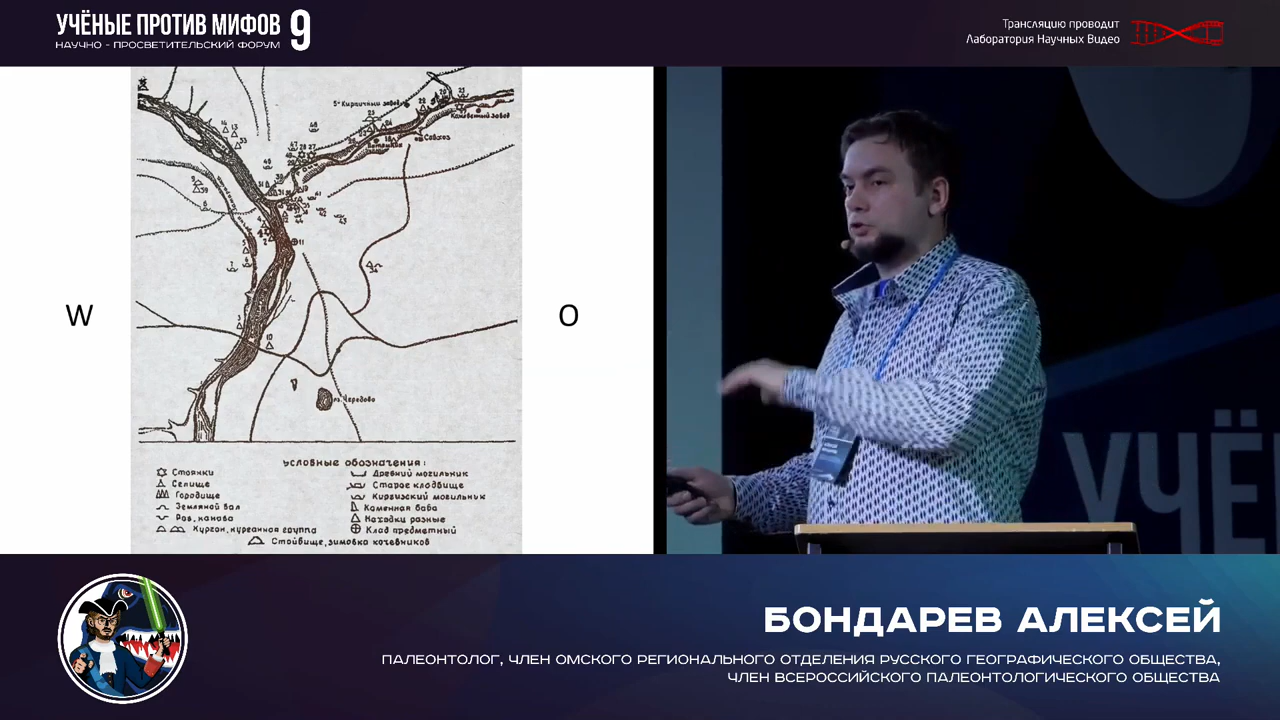 УЧЁНЫЕ ПРОТИВ МИФОВ 9
НАУЧНО - ПРОСВЕТИТЕЛЬСКИЙ ФОРУМ
Трансляцию проводит
Лаборатория Научных Видео
5й Кирпичный завод
Совхоз
оз. Чередово
W
O
Условные обозначения:
Стоянки
Селище
Городище
Земляной вал
Ров, канава
Курган, курганная группа
Древний могильник
Старое кладбище
Киргизский могильник
Каменная баба
Находки разные
Клад предметный
Стойбище, зимовка кочевников
УЧЁ
БОНДАРЕВ АЛЕКСЕЙ
ПАЛЕОНТОЛОГ, ЧЛЕН ОМСКОГО РЕГИОНАЛЬНОГО ОТДЕЛЕНИЯ РУССКОГО ГЕОГРАФИЧЕСКОГО ОБЩЕСТВА,
ЧЛЕН ВСЕРОССИЙСКОГО ПАЛЕОНТОЛОГИЧЕСКОГО ОБЩЕСТВА